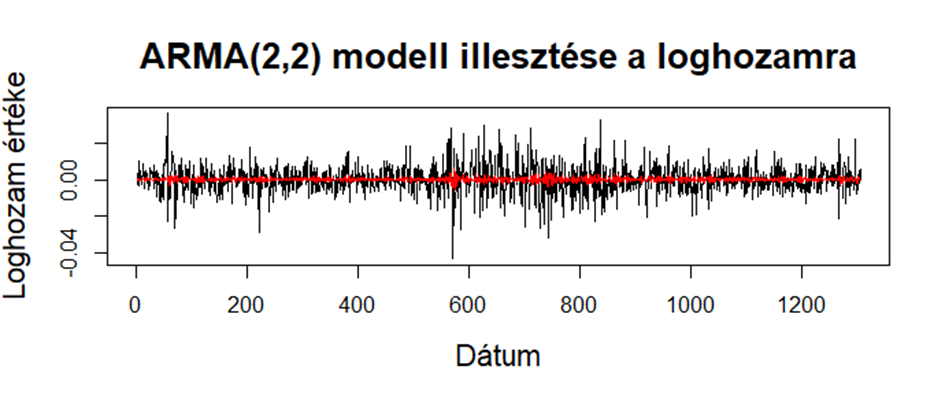 ARMA(2,2) modell illesztése a loghozamra
Loghozam értéke
0.00
-0.04
0 200 400 600 800 1000 1200
Dátum